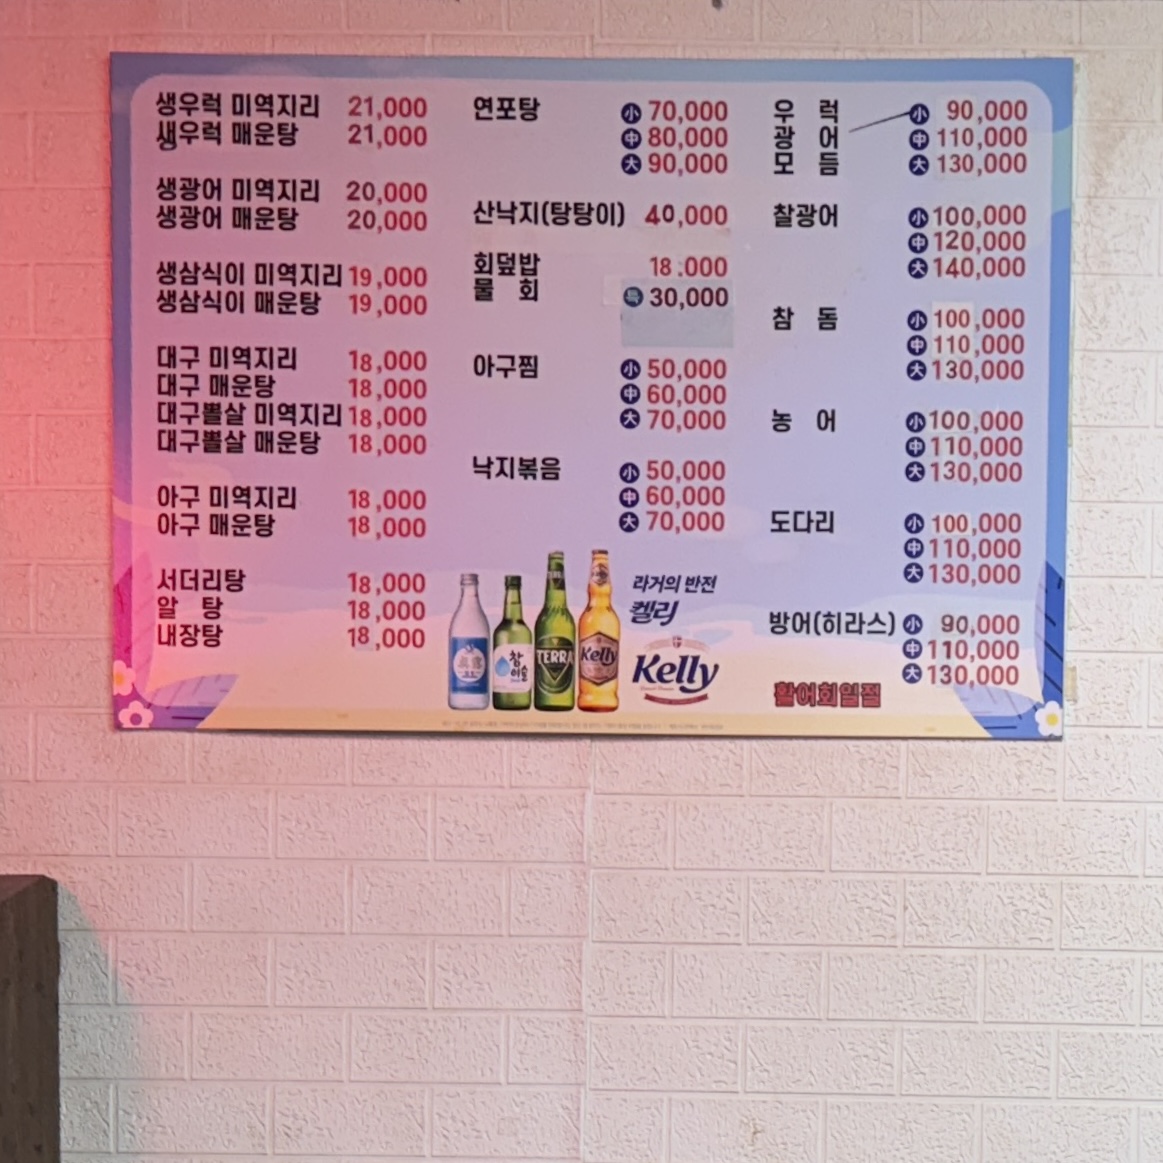 생우럭 미역지리 21,000
생우럭 매운탕 21,000
생광어 미역지리 20,000
생광어 매운탕 20,000
생삼식이 미역지리 19,000
생삼식이 매운탕 19,000
대구 미역지리 18,000
대구 매운탕 18,000
대구뽈살 미역지리 18,000
대구뽈살 매운탕 18,000
아구 미역지리 18,000
아구 매운탕 18,000
서더리탕 18,000
알 탕 18,000
내장탕 18,000
연포탕 小 70,000
中 80,000
大 90,000
산낙지(탕탕이) 40,000
회덮밥 18,000
물 회 특 30,000
아구찜 小 50,000
中 60,000
大 70,000
낙지볶음 小 50,000
中 60,000
大 70,000
라거의 반전
켈리
Kelly
眞露
참이슬
TERRA
Kelly
우 럭 小 90,000
광 어 中 110,000
모 듬 大 130,000
찰광어 小 100,000
中 120,000
大 140,000
참 돔 小 100,000
中 110,000
大 130,000
농 어 小 100,000
中 110,000
大 130,000
도다리 小 100,000
中 110,000
大 130,000
방어(히라스) 小 90,000
中 110,000
大 130,000
활어회일절